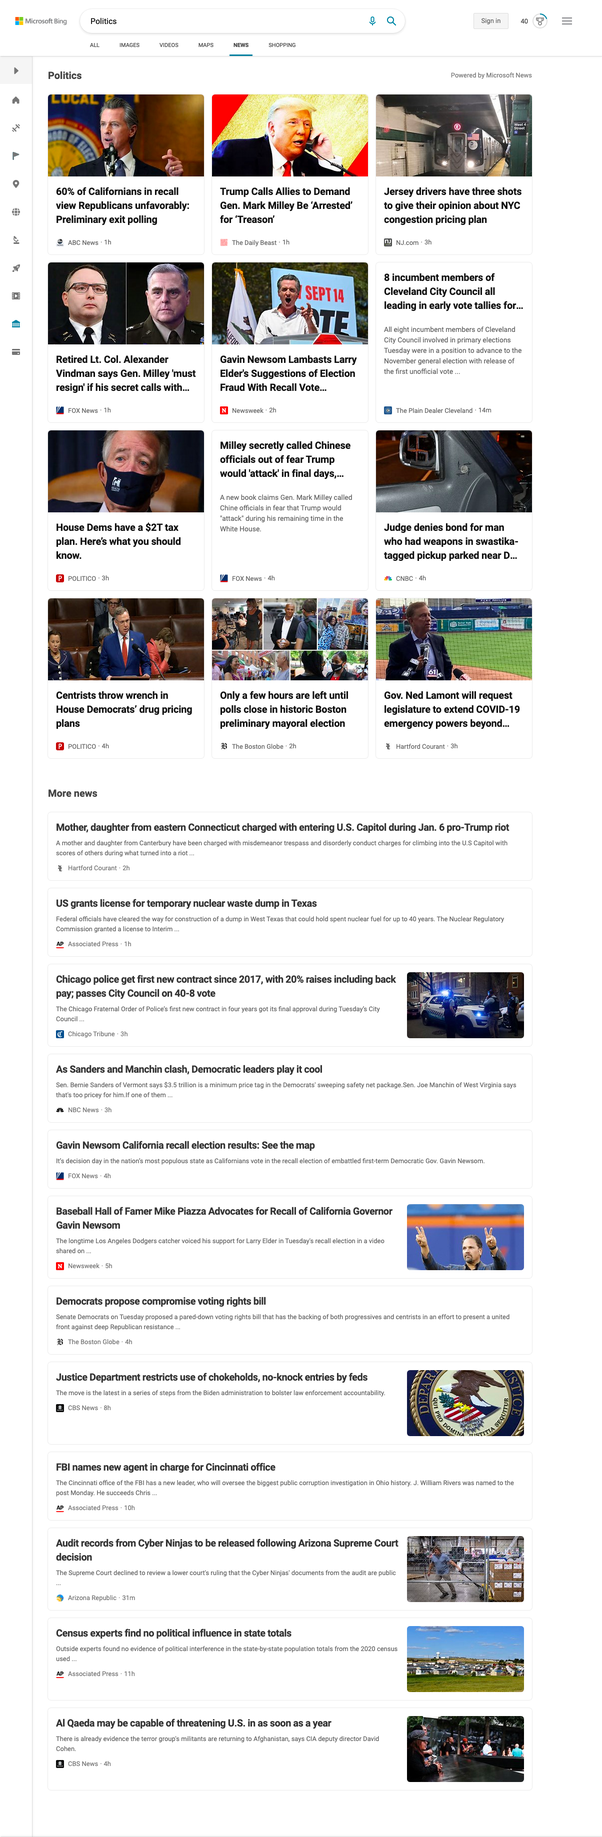 Microsoft Bing
Politics
Sign in
40
ALL
IMAGES
VIDEOS
MAPS
NEWS
SHOPPING
Politics
Powered by Microsoft News
60% of Californians in recall
view Republicans unfavorably:
Preliminary exit polling
ABC News · 1h
Trump Calls Allies to Demand
Gen. Mark Milley Be 'Arrested'
for 'Treason'
The Daily Beast · 1h
Jersey drivers have three shots
to give their opinion about NYC
congestion pricing plan
NJ.com · 3h
SEPT 14
Retired Lt. Col. Alexander
Vindman says Gen. Milley 'must
resign' if his secret calls with...
FOX News · 1h
Gavin Newsom Lambasts Larry
Elder's Suggestions of Election
Fraud With Recall Vote...
Newsweek · 2h
8 incumbent members of
Cleveland City Council all
leading in early vote tallies for...
All eight incumbent members of Cleveland
City Council involved in primary elections
Tuesday were in a position to advance to the
November general election with release of
the first unofficial vote ...
The Plain Dealer Cleveland · 14m
House Dems have a $2T tax
plan. Here's what you should
know.
POLITICO · 3h
Milley secretly called Chinese
officials out of fear Trump
would 'attack' in final days,...
A new book claims Gen. Mark Milley called
Chine officials in fear that Trump would
"attack" during his remaining time in the
White House.
FOX News · 4h
Judge denies bond for man
who had weapons in swastika-
tagged pickup parked near D...
CNBC · 4h
Centrists throw wrench in
House Democrats' drug pricing
plans
POLITICO · 4h
Only a few hours are left until
polls close in historic Boston
preliminary mayoral election
The Boston Globe · 2h
Gov. Ned Lamont will request
legislature to extend COVID-19
emergency powers beyond...
Hartford Courant · 3h
More news
Mother, daughter from eastern Connecticut charged with entering U.S. Capitol during Jan. 6 pro-Trump riot
A mother and daughter from Canterbury have been charged with misdemeanor trespass and disorderly conduct charges for climbing into the U.S Capitol with
scores of others during what turned into a riot ...
Hartford Courant · 2h
US grants license for temporary nuclear waste dump in Texas
Federal officials have cleared the way for construction of a dump in West Texas that could hold spent nuclear fuel for up to 40 years. The Nuclear Regulatory
Commission granted a license to Interim ...
Associated Press · 1h
Chicago police get first new contract since 2017, with 20% raises including back
pay; passes City Council on 40-8 vote
The Chicago Fraternal Order of Police's first new contract in four years got its final approval during Tuesday's City
Council ...
Chicago Tribune · 3h
As Sanders and Manchin clash, Democratic leaders play it cool
Sen. Bernie Sanders of Vermont says $3.5 trillion is a minimum price tag in the Democrats' sweeping safety net package.Sen. Joe Manchin of West Virginia says
that's too pricey for him.If one of them ...
NBC News · 3h
Gavin Newsom California recall election results: See the map
It's decision day in the nation's most populous state as Californians vote in the recall election of embattled first-term Democratic Gov. Gavin Newsom.
FOX News · 4h
Baseball Hall of Famer Mike Piazza Advocates for Recall of California Governor
Gavin Newsom
The longtime Los Angeles Dodgers catcher voiced his support for Larry Elder in Tuesday's recall election in a video
shared on ...
Newsweek · 5h
Democrats propose compromise voting rights bill
Senate Democrats on Tuesday proposed a pared-down voting rights bill that has the backing of both progressives and centrists in an effort to present a united
front against deep Republican resistance ...
The Boston Globe · 4h
Justice Department restricts use of chokeholds, no-knock entries by feds
The move is the latest in a series of steps from the Biden administration to bolster law enforcement accountability.
CBS News · 8h
FBI names new agent in charge for Cincinnati office
The Cincinnati office of the FBI has a new leader, who will oversee the biggest public corruption investigation in Ohio history. J. William Rivers was named to the
post Monday. He succeeds Chris ...
AP Associated Press · 10h
Audit records from Cyber Ninjas to be released following Arizona Supreme Court
decision
The Supreme Court declined to review a lower court's ruling that the Cyber Ninjas' documents from the audit are public
...
Arizona Republic · 31m
Census experts find no political influence in state totals
Outside experts found no evidence of political interference in the state-by-state population totals from the 2020 census
used ...
AP Associated Press · 11h
Al Qaeda may be capable of threatening U.S. in as soon as a year
There is already evidence the terror group's militants are returning to Afghanistan, says CIA deputy director David
Cohen.
CBS News · 4h